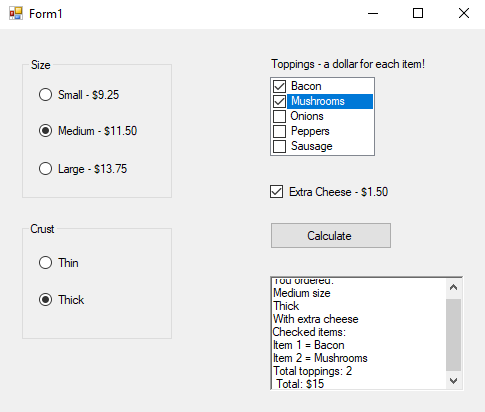 Form1
Size
Small - $9.25
Medium - $11.50
Large - $13.75
Crust
Thin
Thick
Toppings - a dollar for each item!
Bacon
Mushrooms
Onions
Peppers
Sausage
Extra Cheese - $1.50
Calculate
You ordered:
Medium size
Thick
With extra cheese
Checked items:
Item 1 = Bacon
Item 2 = Mushrooms
Total toppings: 2
Total: $15